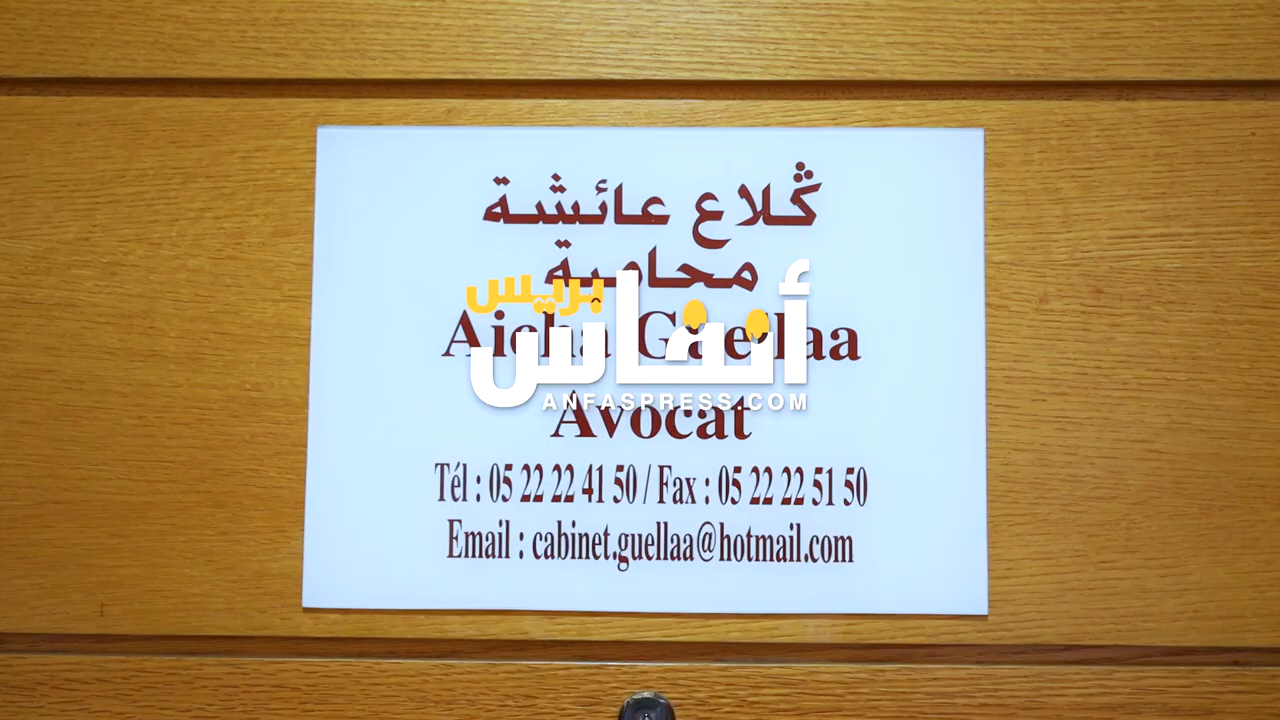 ڭلاع عائشة
محامية
Aicha Guellaa
Avocat
Tél : 05 22 22 41 50 / Fax : 05 22 22 51 50
Email : cabinet.guellaa@hotmail.com
أنفاس بريس
ANFASPRESS.COM